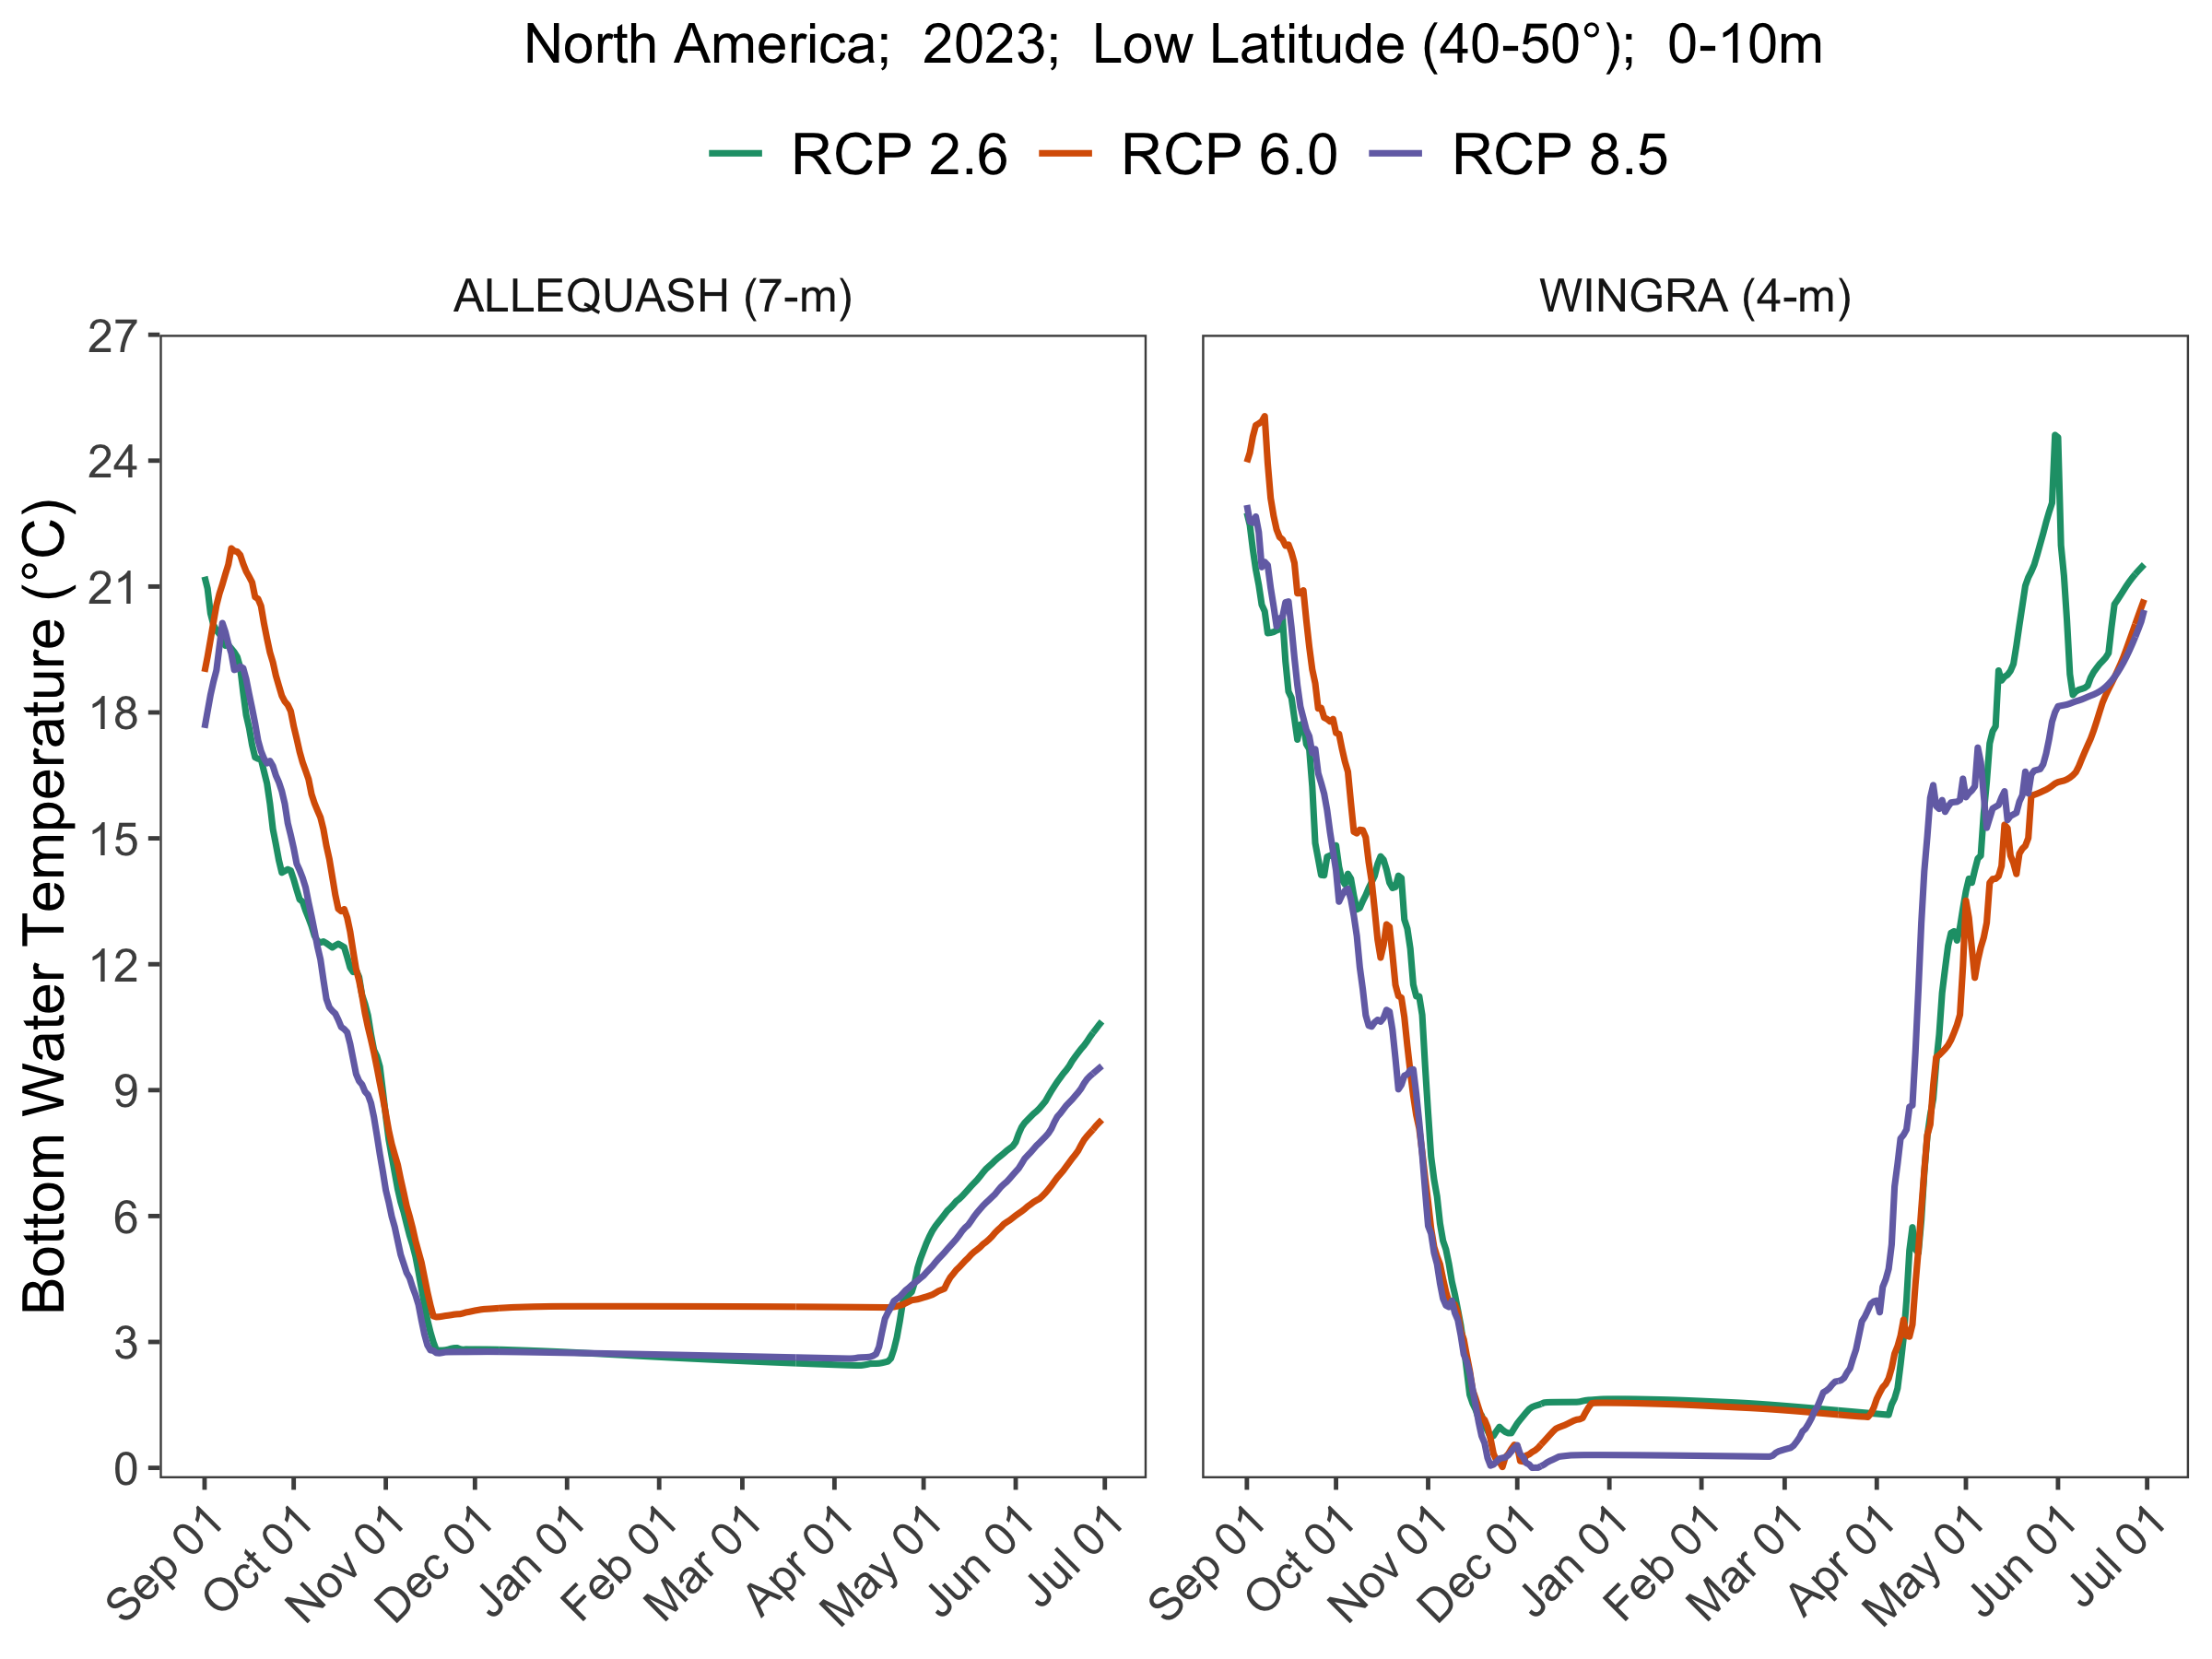 North America;  2023;  Low Latitude (40-50°);  0-10m
RCP 2.6 RCP 6.0 RCP 8.5
ALLEQUASH (7-m) WINGRA (4-m)
Bottom Water Temperature (°C)
27
24
21
18
15
12
9
6
3
0
Sep 01 Oct 01 Nov 01 Dec 01 Jan 01 Feb 01 Mar 01 Apr 01 May 01 Jun 01 Jul 01 Sep 01 Oct 01 Nov 01 Dec 01 Jan 01 Feb 01 Mar 01 Apr 01 May 01 Jun 01 Jul 01